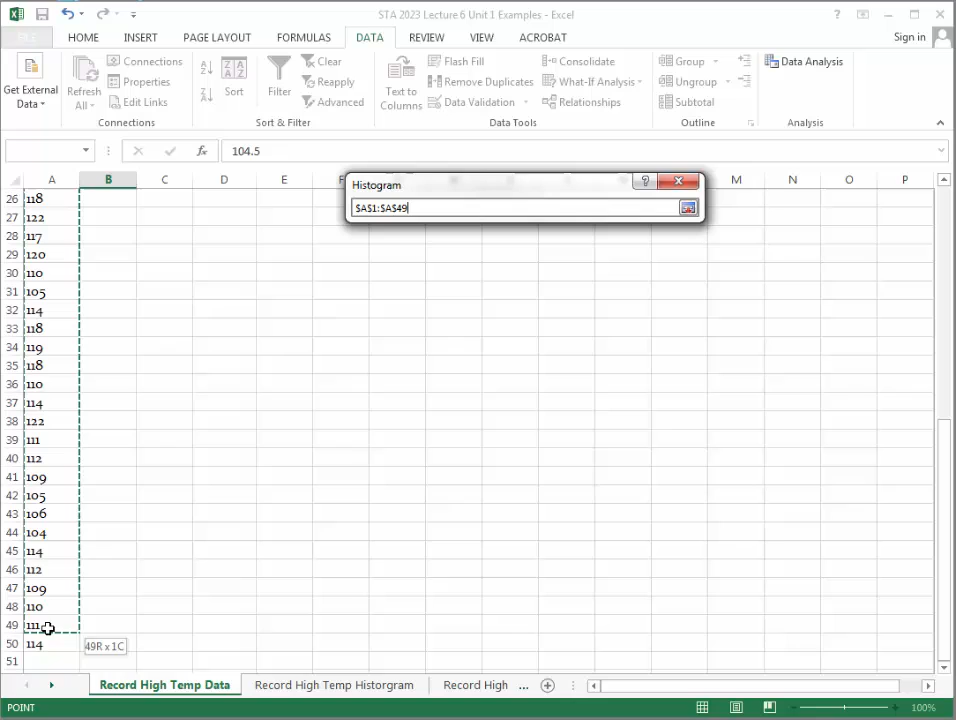 STA 2023 Lecture 6 Unit 1 Examples - Excel
FILE HOME INSERT PAGE LAYOUT FORMULAS DATA REVIEW VIEW ACROBAT Sign in
Get External Data
Refresh All
Connections
Properties
Edit Links
Connections
Sort
Filter
Clear
Reapply
Advanced
Sort & Filter
Text to Columns
Flash Fill
Remove Duplicates
Data Validation
Consolidate
What-If Analysis
Relationships
Data Tools
Group
Ungroup
Subtotal
Outline
Data Analysis
Analysis
fx 104.5
Histogram
$A$1:$A$49
A B C D E F M N O P
26 118
27 122
28 117
29 120
30 110
31 105
32 114
33 118
34 119
35 118
36 110
37 114
38 122
39 111
40 112
41 109
42 105
43 106
44 104
45 114
46 112
47 109
48 110
49 111
50 114
51
49R x 1C
Record High Temp Data Record High Temp Historgram Record High ...
POINT 100%